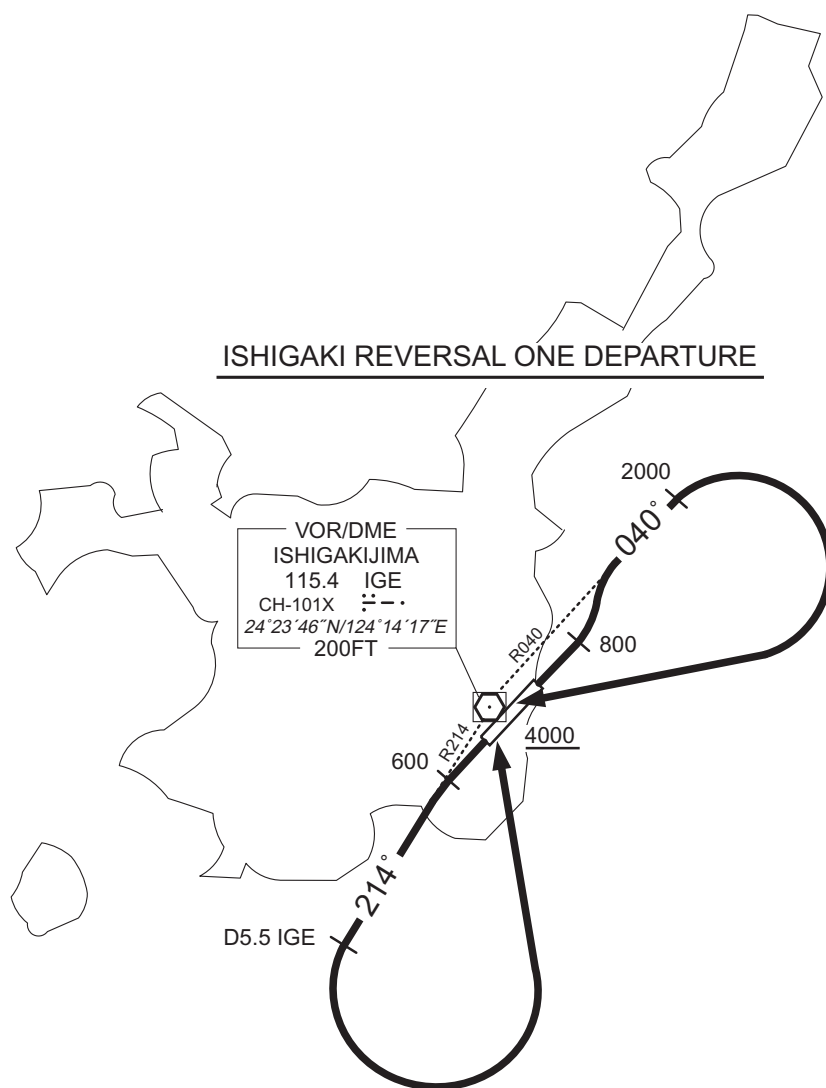 ISHIGAKI REVERSAL ONE DEPARTURE
2000
040°
VOR/DME
ISHIGAKIJIMA
115.4 IGE
CH-101X
24°23´46˝N/124°14´17˝E
200FT
R040
800
R214
4000
600
214°
D5.5 IGE